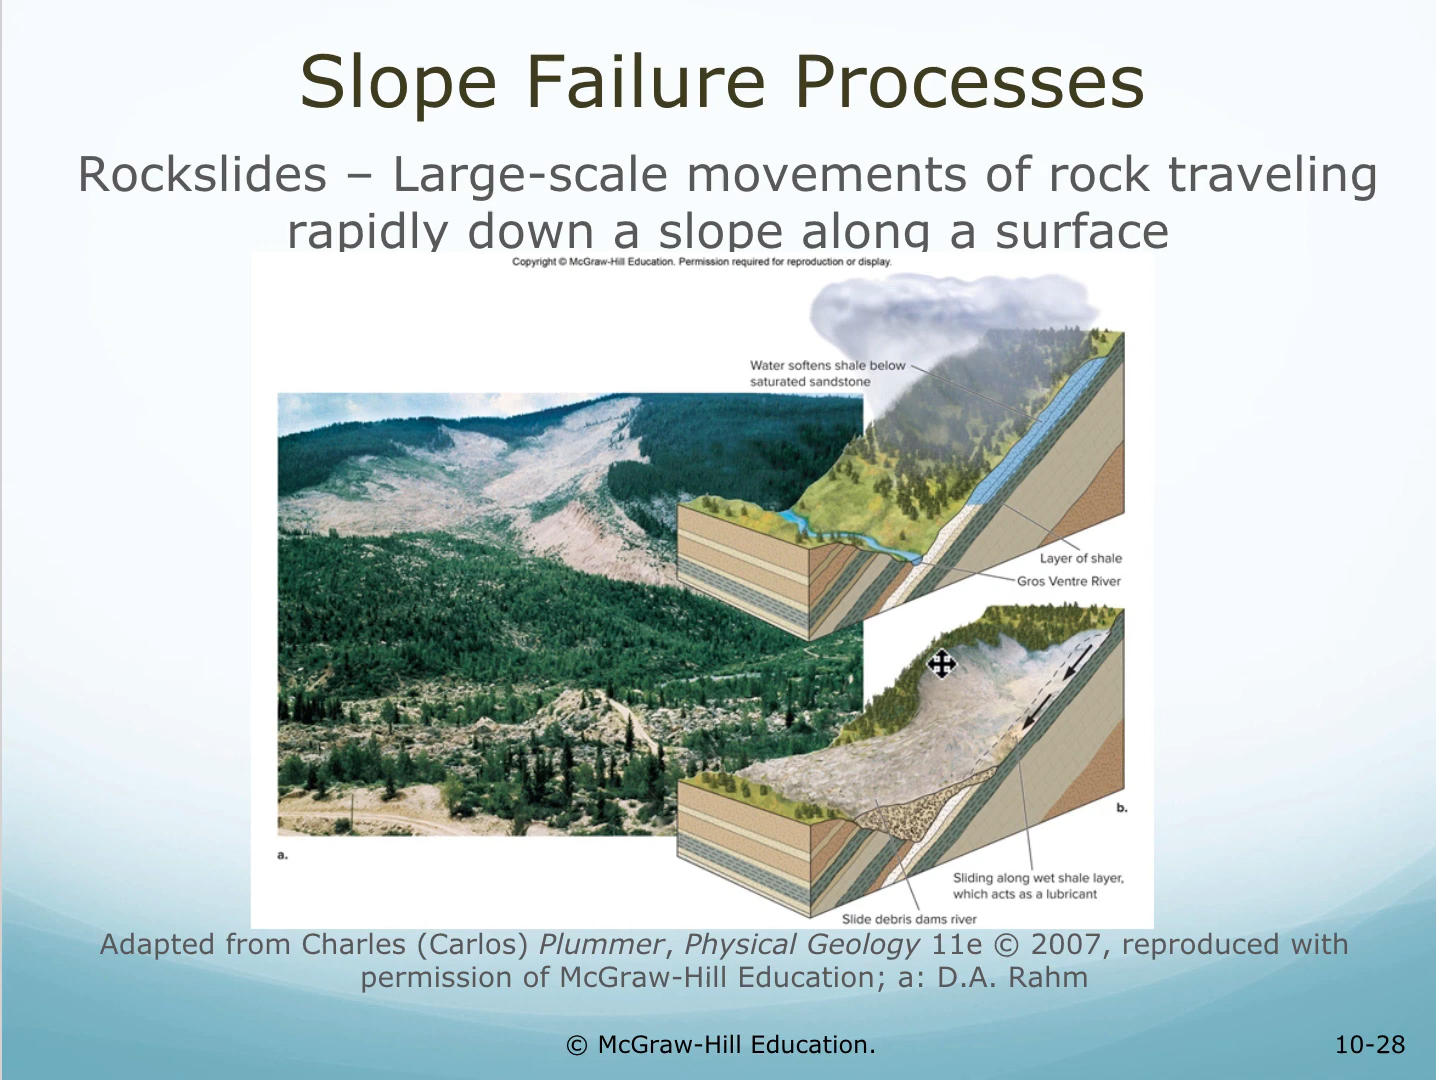 Slope Failure Processes
Rockslides – Large-scale movements of rock traveling
rapidly down a slope along a surface
Copyright © McGraw-Hill Education. Permission required for reproduction or display.
Water softens shale below
saturated sandstone
Layer of shale
Gros Ventre River
b.
a.
Sliding along wet shale layer,
which acts as a lubricant
Slide debris dams river
Adapted from Charles (Carlos) Plummer, Physical Geology 11e © 2007, reproduced with
permission of McGraw-Hill Education; a: D.A. Rahm
© McGraw-Hill Education.
10-28